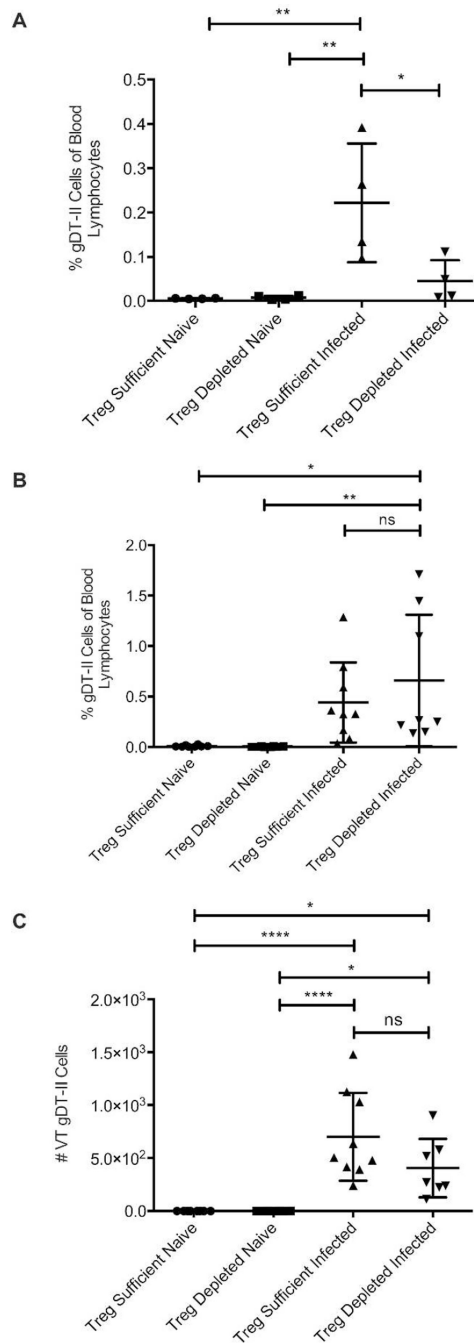 A
**
**
*
0.5
0.4
0.3
0.2
0.1
0.0
% gDT-II Cells of Blood
Lymphocytes
Treg Sufficient Naive
Treg Depleted Naive
Treg Sufficient Infected
Treg Depleted Infected
B
*
**
ns
2.0
1.5
1.0
0.5
0.0
% gDT-II Cells of Blood
Lymphocytes
Treg Sufficient Naive
Treg Depleted Naive
Treg Sufficient Infected
Treg Depleted Infected
C
*
****
*
****
ns
2.0×10³
1.5×10³
1.0×10³
5.0×10²
0.0
# VT gDT-II Cells
Treg Sufficient Naive
Treg Depleted Naive
Treg Sufficient Infected
Treg Depleted Infected